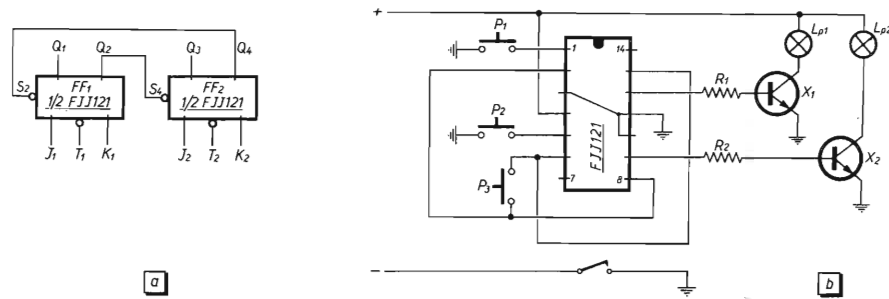 Q1 Q2 Q3 Q4
S2 FF1 S4 FF2
1/2 FJJ121 1/2 FJJ121
J1 T1 K1 J2 T2 K2
a
+
P1 1 14 R1 Lp1 Lp2
X1
P2 FJJ121 R2
X2
P3 7 8
−
b